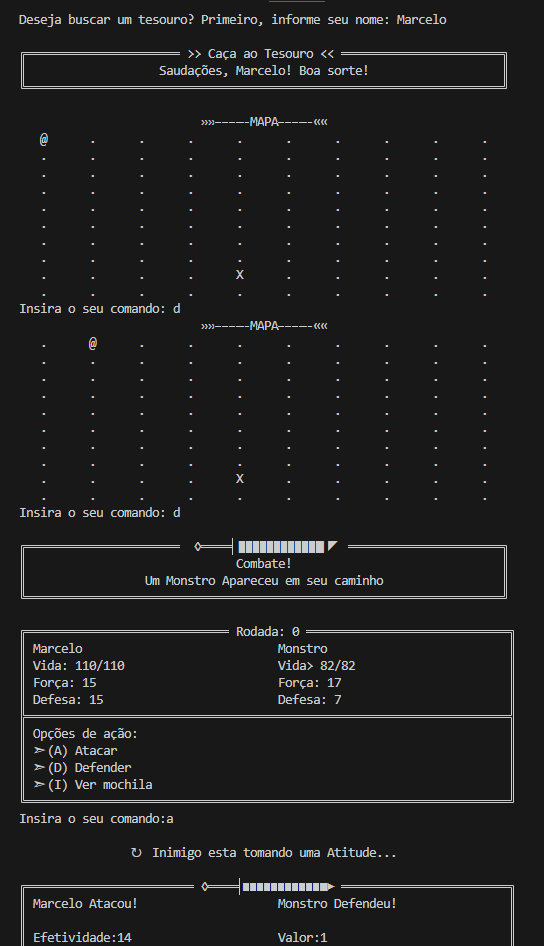 Deseja buscar um tesouro? Primeiro, informe seu nome: Marcelo
>> Caça ao Tesouro <<
Saudações, Marcelo! Boa sorte!
»»-----MAPA-----««
@ . . . . . . . . .
. . . . . . . . . .
. . . . . . . . . .
. . . . . . . . . .
. . . . . . . . . .
. . . . . . . . . .
. . . . . . . . . .
. . . . . . . . . .
. . . . X . . . . .
. . . . . . . . . .
Insira o seu comando: d
»»-----MAPA-----««
. @ . . . . . . . .
. . . . . . . . . .
. . . . . . . . . .
. . . . . . . . . .
. . . . . . . . . .
. . . . . . . . . .
. . . . . . . . . .
. . . . . . . . . .
. . . . X . . . . .
. . . . . . . . . .
Insira o seu comando: d
Combate!
Um Monstro Apareceu em seu caminho
Rodada: 0
Marcelo Monstro
Vida: 110/110 Vida> 82/82
Força: 15 Força: 17
Defesa: 15 Defesa: 7
Opções de ação:
➣(A) Atacar
➣(D) Defender
➣(I) Ver mochila
Insira o seu comando:a
↻ Inimigo esta tomando uma Atitude...
Marcelo Atacou! Monstro Defendeu!
Efetividade:14 Valor:1